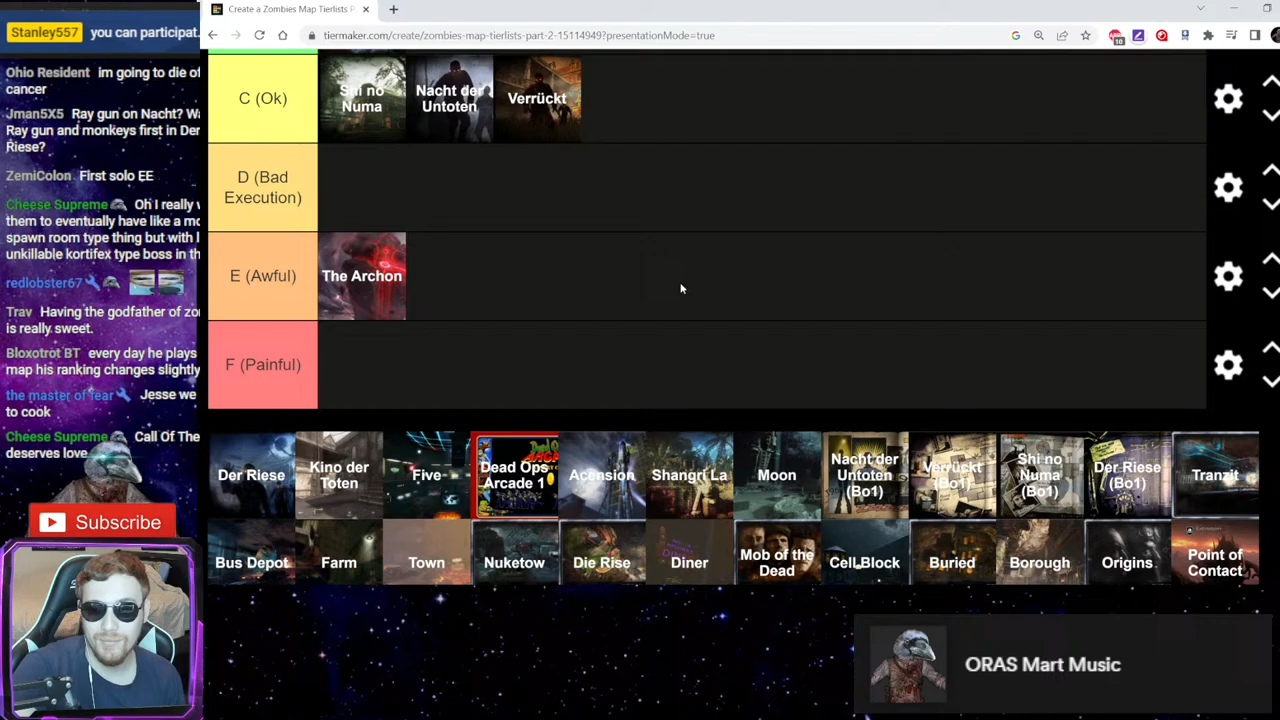 Stanley557 you can participat
Ohio Resident im going to die of
cancer
Jman5X5 Ray gun on Nacht? Wa
Ray gun and monkeys first in Der
Riese?
ZemiColon First solo EE
Cheese Supreme Oh I really w
them to eventually have like a mo
spawn room type thing but with l
unkillable kortifex type boss in th
redlobster67
Trav Having the godfather of zo
is really sweet.
Bloxotrot BT every day he plays
map his ranking changes slightly
the master of fear Jesse we
to cook
Cheese Supreme Call Of The
deserves love
Subscribe
Create a Zombies Map Tierlists P
tiermaker.com/create/zombies-map-tierlists-part-2-15114949?presentationMode=true
10
C (Ok)
Shi no
Numa
Nacht der
Untoten
Verrückt
D (Bad
Execution)
E (Awful)
The Archon
F (Painful)
Der Riese
Kino der
Toten
Five
Dead Ops
Arcade 1
Acension
Shangri La
Moon
Nacht der
Untoten
(Bo1)
Verrückt
(Bo1)
Shi no
Numa
(Bo1)
Der Riese
(Bo1)
Tranzit
Bus Depot
Farm
Town
Nuketow
Die Rise
Diner
Mob of the
Dead
Cell Block
Buried
Borough
Origins
Point of
Contact
ORAS Mart Music